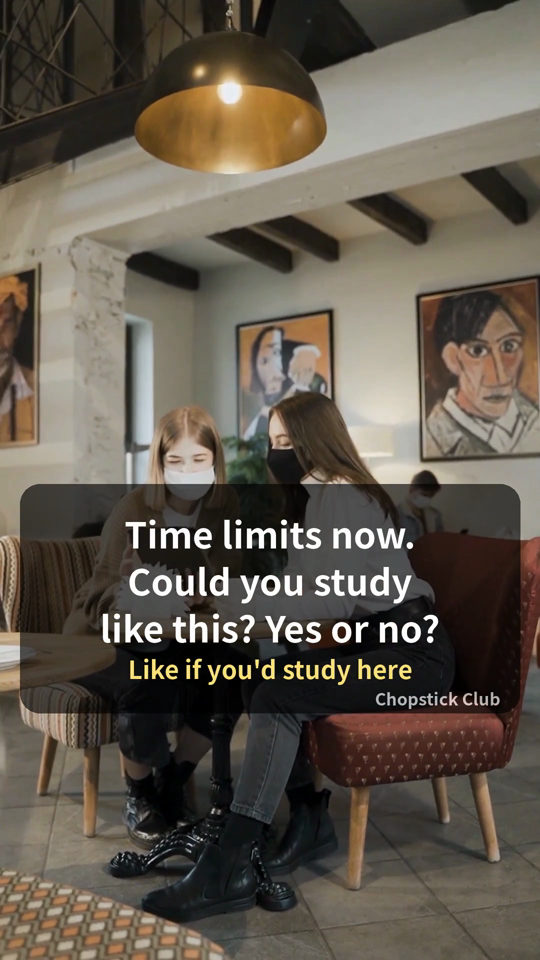 Time limits now.
Could you study
like this? Yes or no?
Like if you'd study here
Chopstick Club